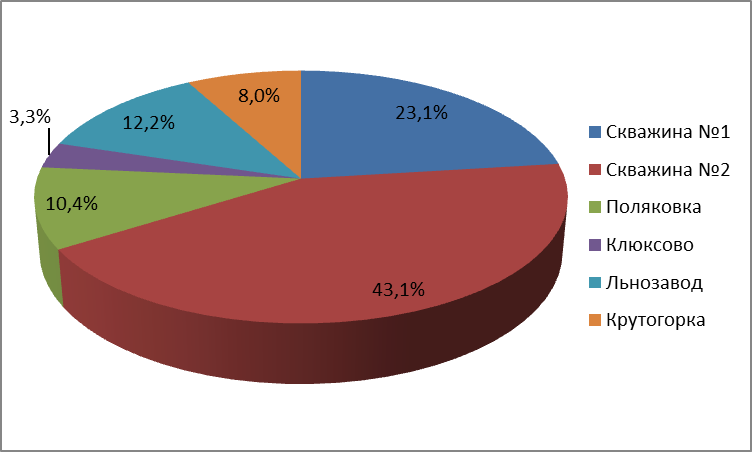 8,0%
23,1%
3,3%
12,2%
10,4%
43,1%
Скважина №1
Скважина №2
Поляковка
Клюксово
Льнозавод
Крутогорка